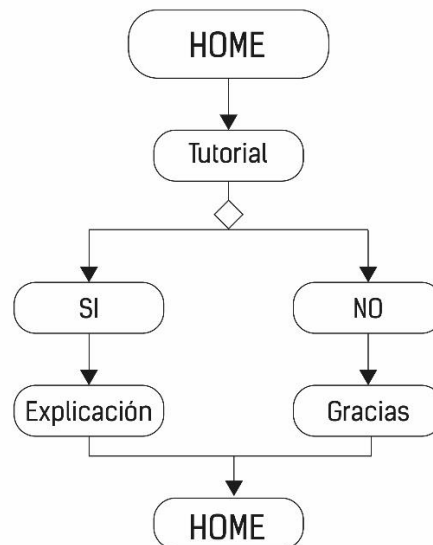 HOME
Tutorial
SI
NO
Explicación
Gracias
HOME